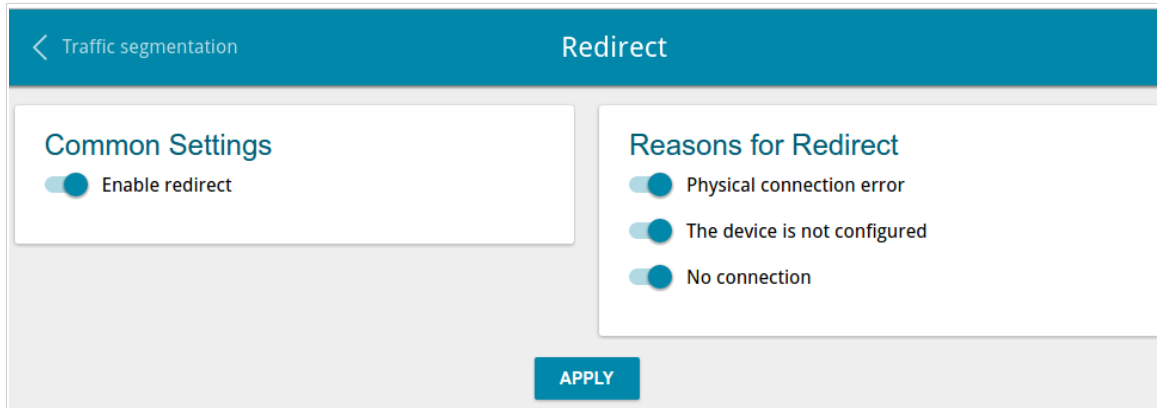 Traffic segmentation
Redirect
Common Settings
Enable redirect
Reasons for Redirect
Physical connection error
The device is not configured
No connection
APPLY